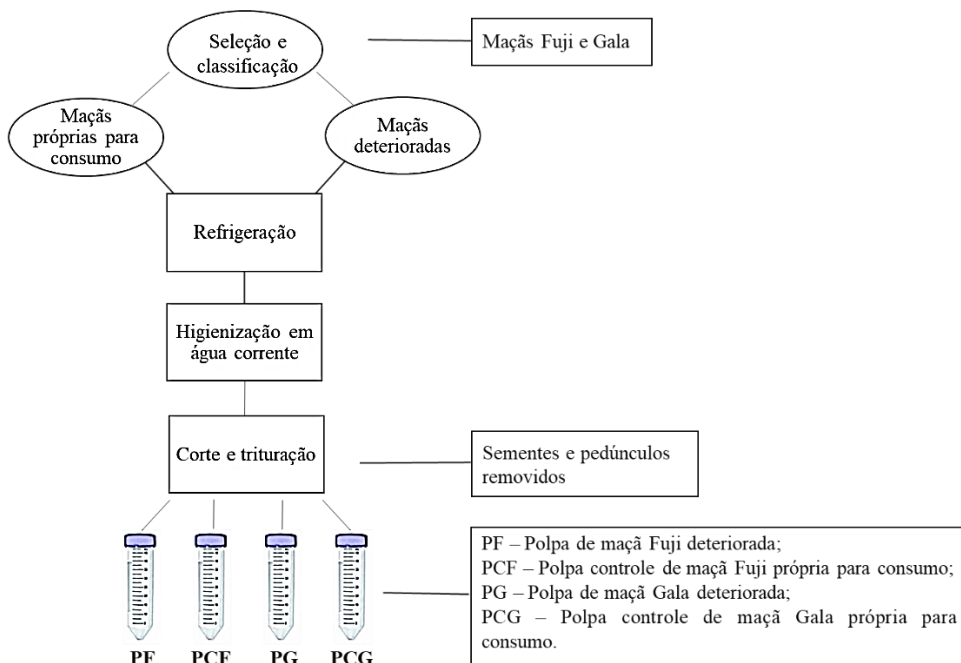 Seleção e
classificação
Maçãs Fuji e Gala
Maçãs
próprias para
consumo
Maçãs
deterioradas
Refrigeração
Higienização em
água corrente
Corte e trituração
Sementes e pedúnculos
removidos
PF – Polpa de maçã Fuji deteriorada;
PCF – Polpa controle de maçã Fuji própria para consumo;
PG – Polpa de maçã Gala deteriorada;
PCG – Polpa controle de maçã Gala própria para
consumo.
PF PCF PG PCG